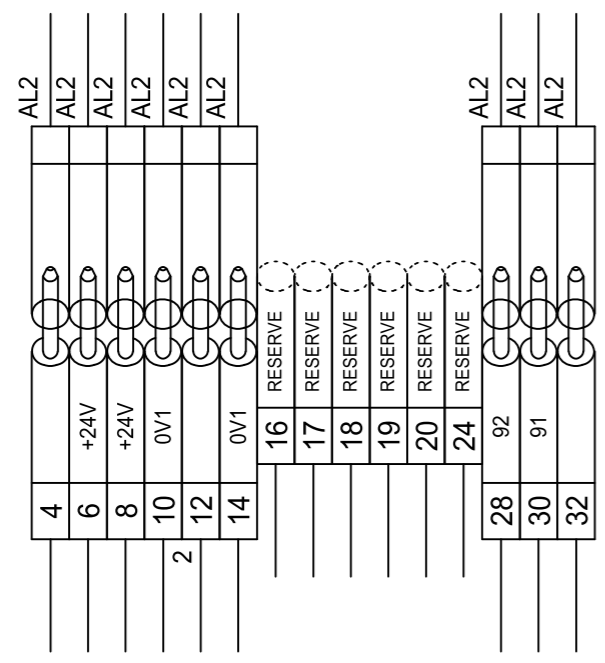 AL2 AL2 AL2 AL2 AL2 AL2 AL2 AL2 AL2
RESERVE RESERVE RESERVE RESERVE RESERVE RESERVE
+24V +24V 0V1 0V1 92 91
16 17 18 19 20 24
4 6 8 10 12 14 28 30 32
2